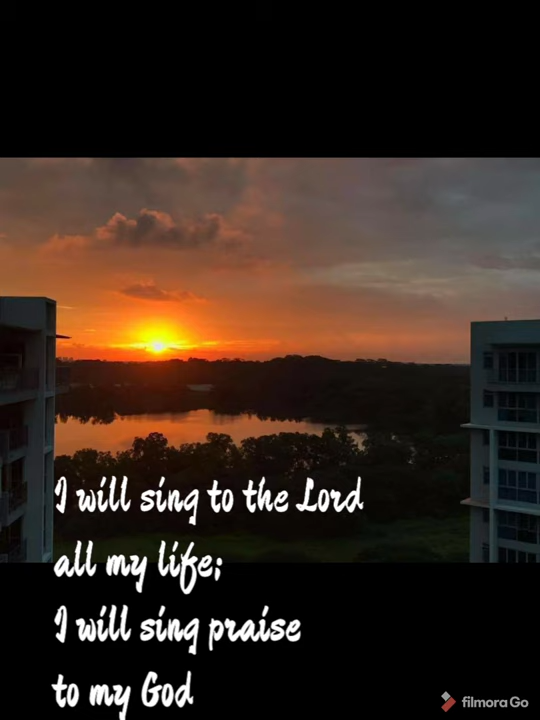 I will sing to the Lord
all my life;
I will sing praise
to my God
filmora Go